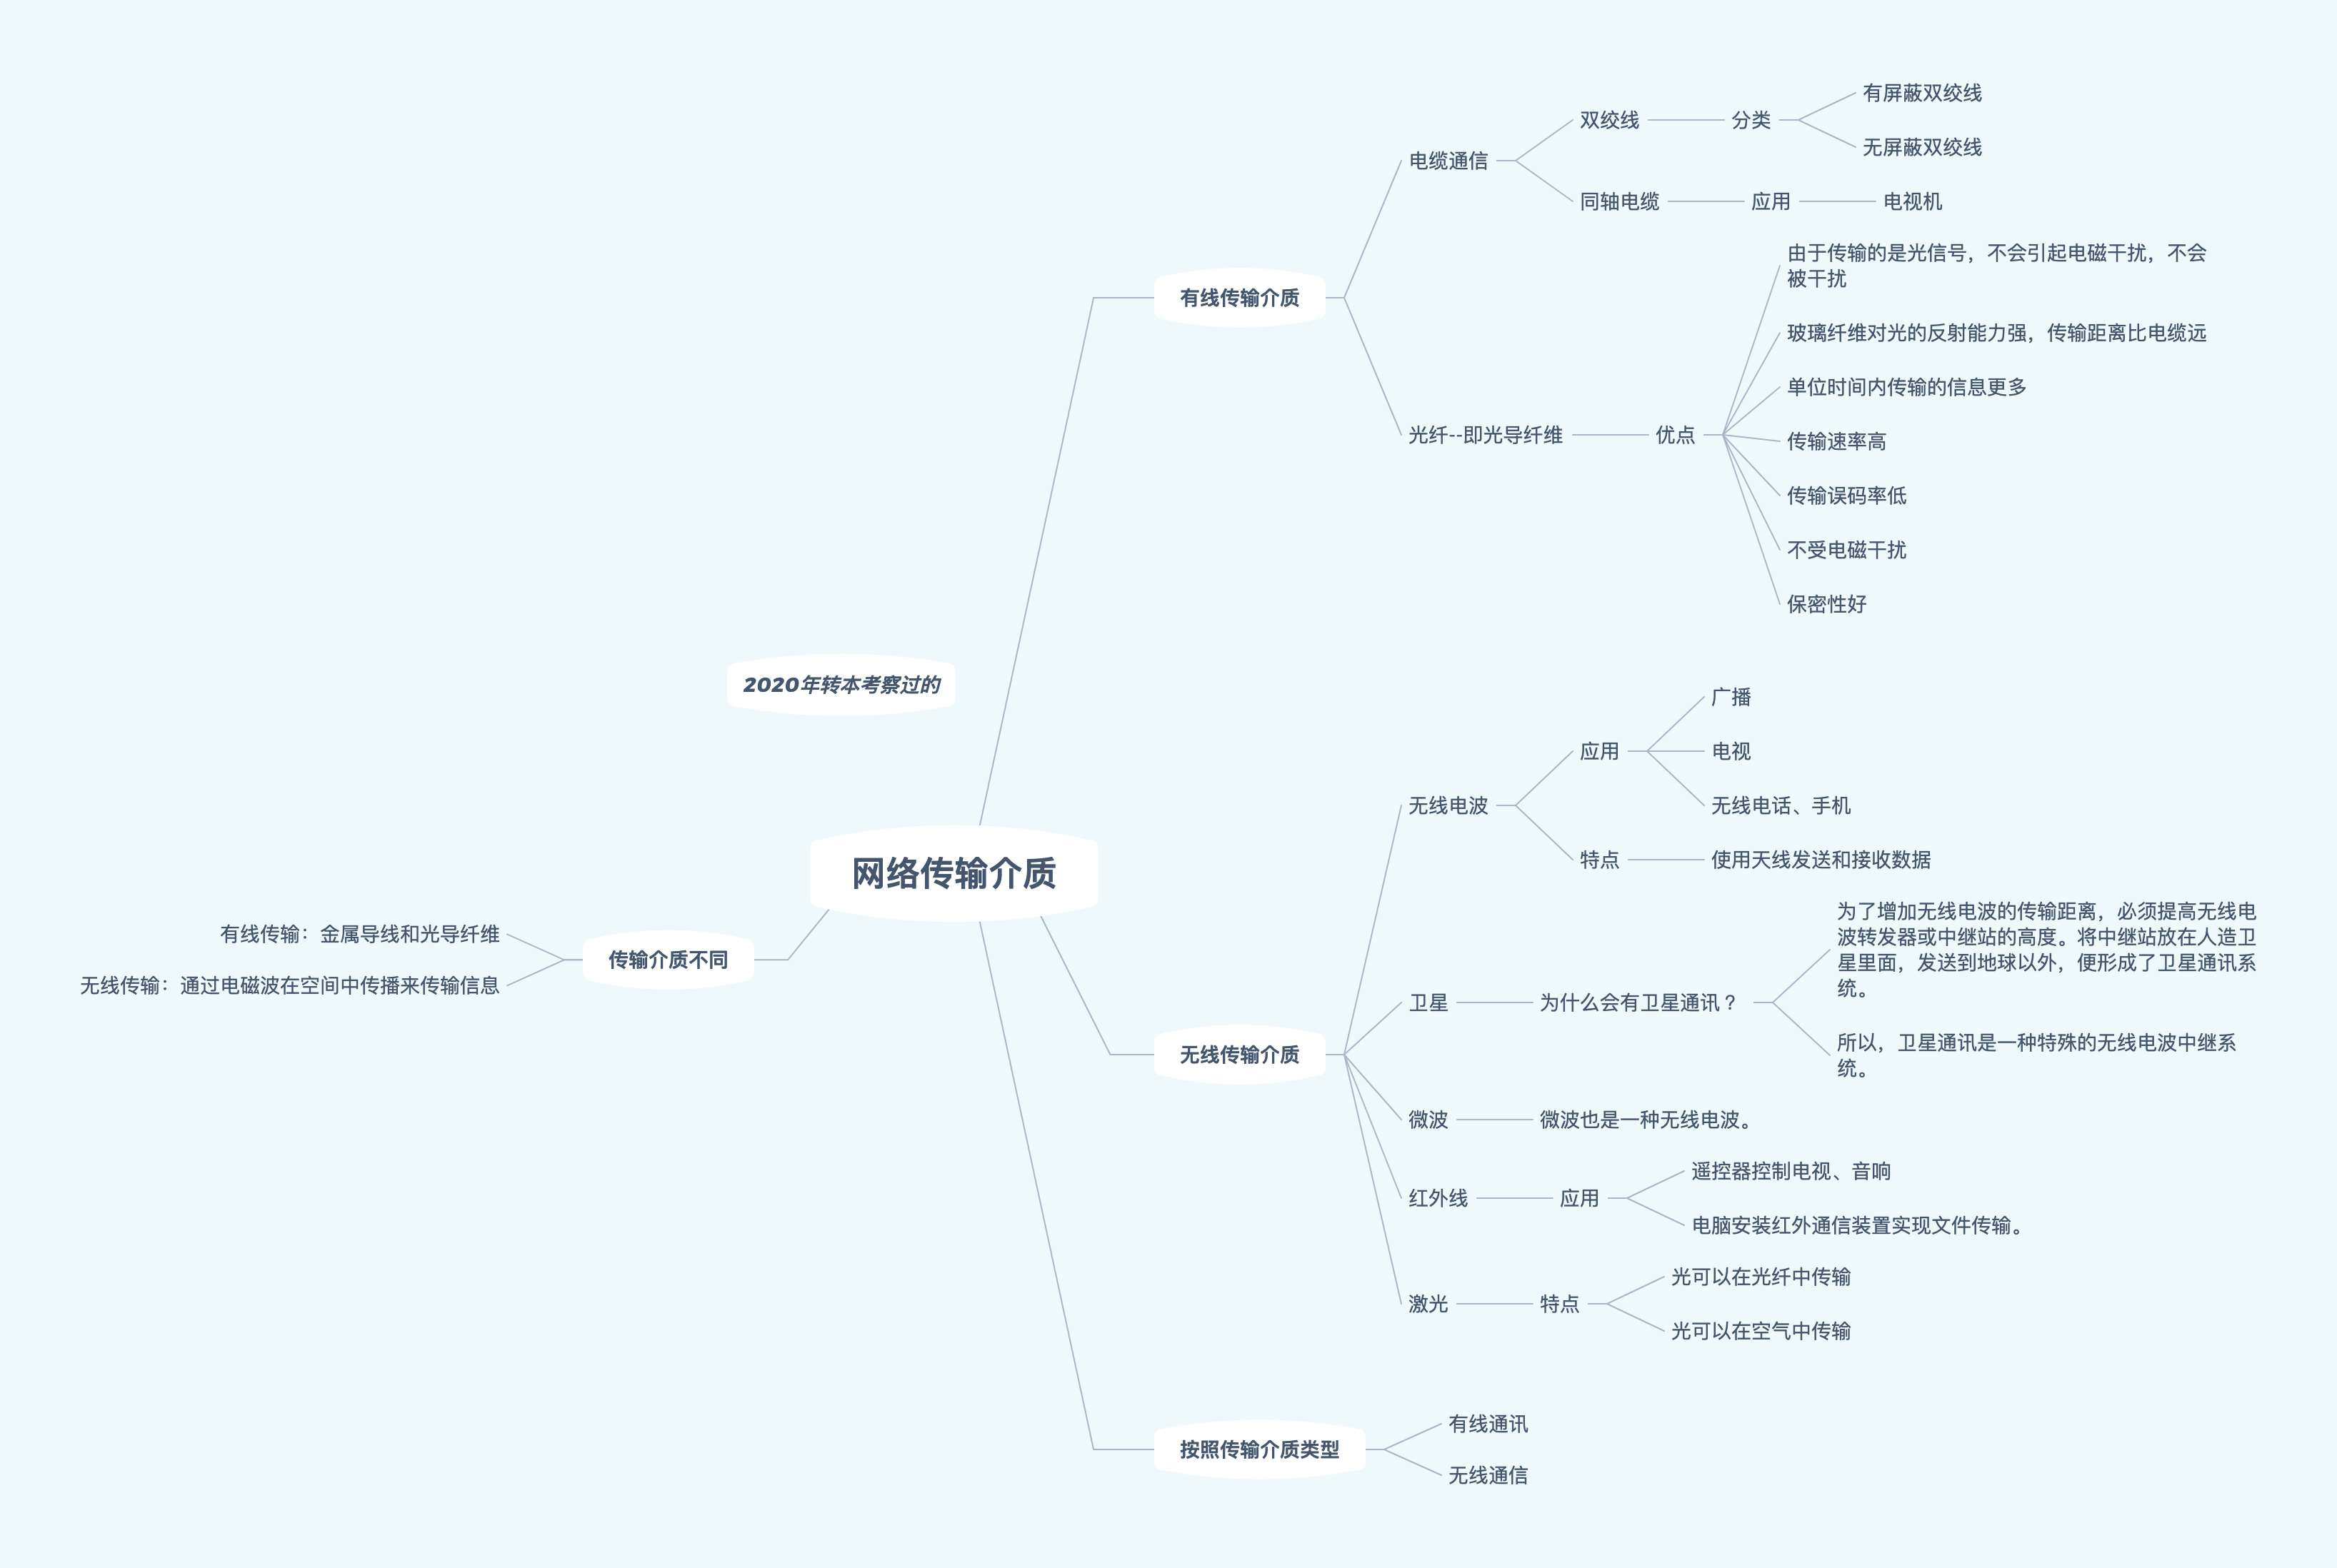 网络传输介质
2020年转本考察过的
有线传输介质
电缆通信
双绞线
分类
有屏蔽双绞线
无屏蔽双绞线
同轴电缆
应用
电视机
光纤--即光导纤维
优点
由于传输的是光信号，不会引起电磁干扰，不会
被干扰
玻璃纤维对光的反射能力强，传输距离比电缆远
单位时间内传输的信息更多
传输速率高
传输误码率低
不受电磁干扰
保密性好
无线传输介质
无线电波
应用
广播
电视
无线电话、手机
特点
使用天线发送和接收数据
卫星
为什么会有卫星通讯？
为了增加无线电波的传输距离，必须提高无线电
波转发器或中继站的高度。将中继站放在人造卫
星里面，发送到地球以外，便形成了卫星通讯系
统。
所以，卫星通讯是一种特殊的无线电波中继系
统。
微波
微波也是一种无线电波。
红外线
应用
遥控器控制电视、音响
电脑安装红外通信装置实现文件传输。
激光
特点
光可以在光纤中传输
光可以在空气中传输
按照传输介质类型
有线通讯
无线通信
传输介质不同
有线传输：金属导线和光导纤维
无线传输：通过电磁波在空间中传播来传输信息